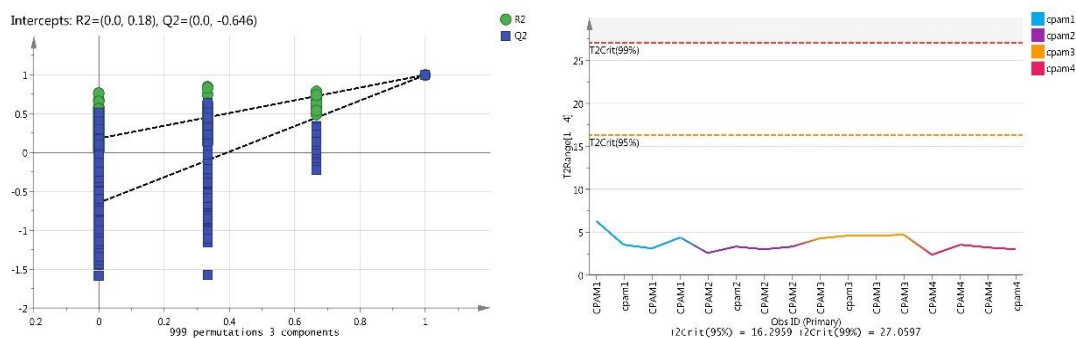 Intercepts: R2=(0.0, 0.18), Q2=(0.0, -0.646)
R2
Q2
1
0.5
0
-0.5
-1
-1.5
-2
0.2
0
0.2
0.4
0.6
0.8
1
999 permutations 3 components
cpam1
cpam2
cpam3
cpam4
T2Crit(99%)
T2Crit(95%)
T2Range[1 4]
25
20
15
10
5
0
CPAM1
cpam1
CPAM1
CPAM1
CPAM2
cpam2
CPAM2
CPAM2
CPAM3
cpam3
CPAM3
CPAM3
CPAM4
CPAM4
CPAM4
cpam4
Obs ID (Primary)
T2Crit(95%) = 16.2959 T2Crit(99%) = 27.0597